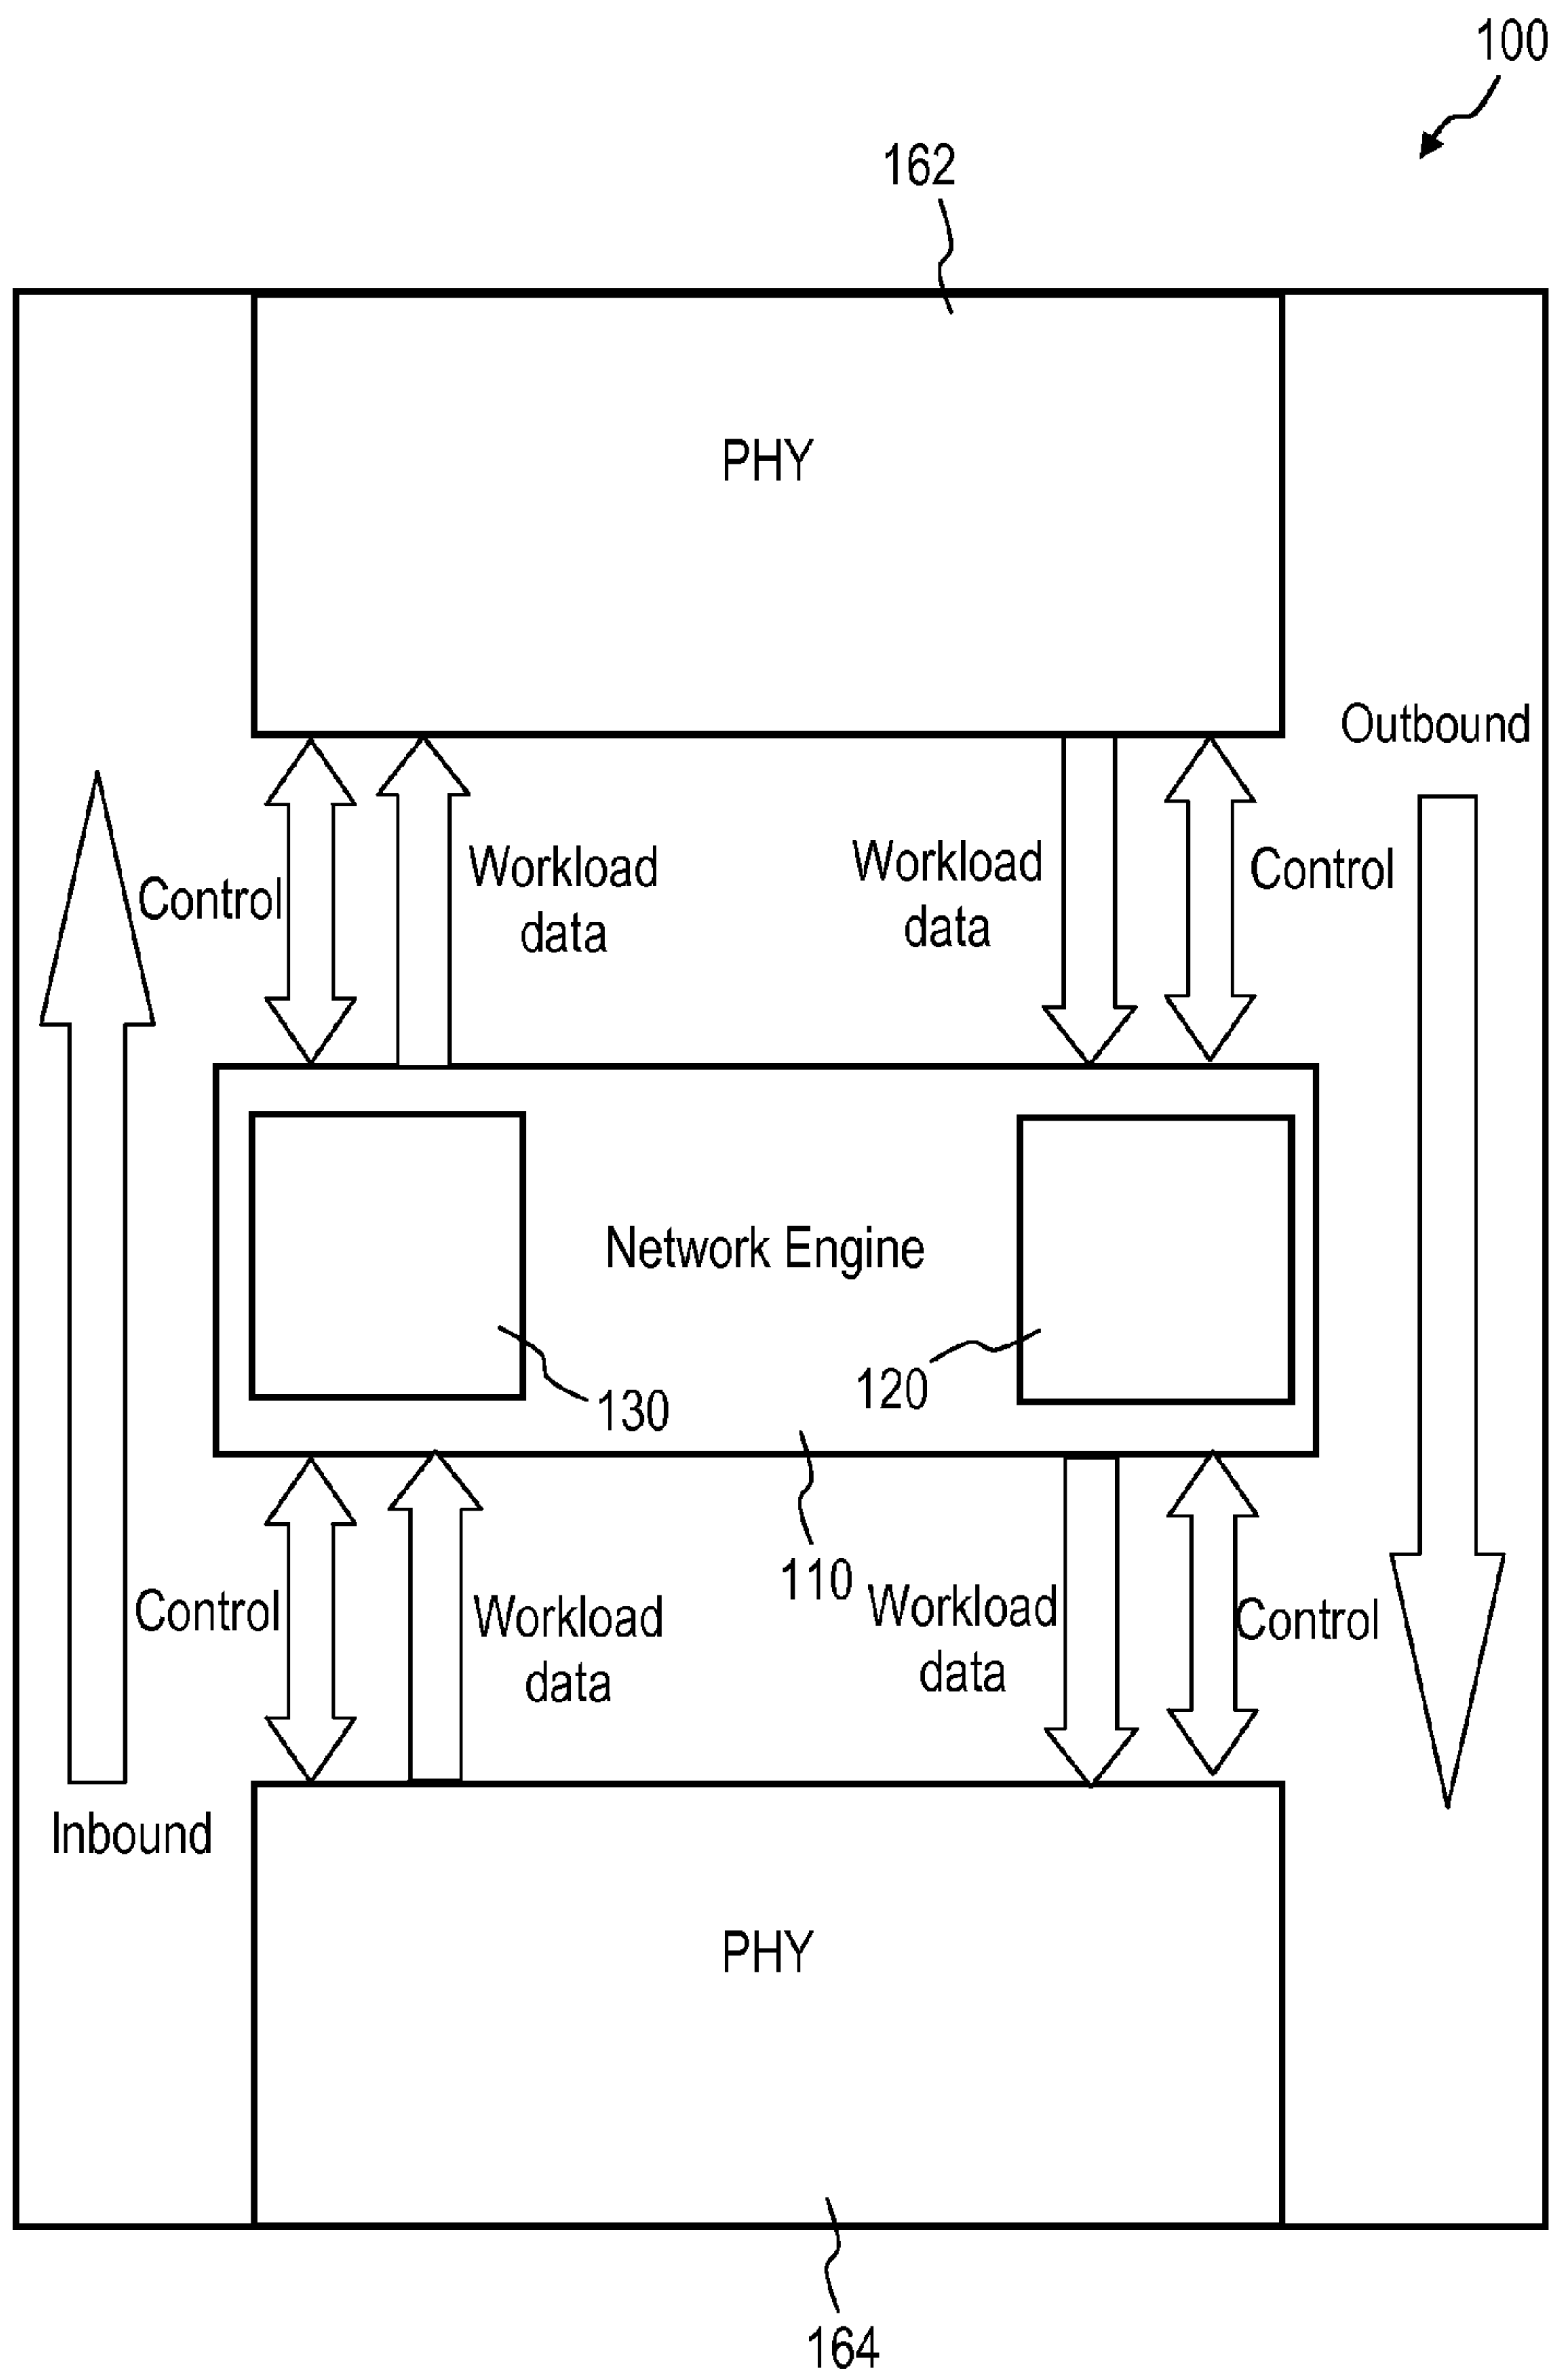 100
162
PHY
Outbound
Control
Workload
data
Workload
data
Control
Network Engine
130
120
110
Control
Workload
data
Workload
data
Control
Inbound
PHY
164